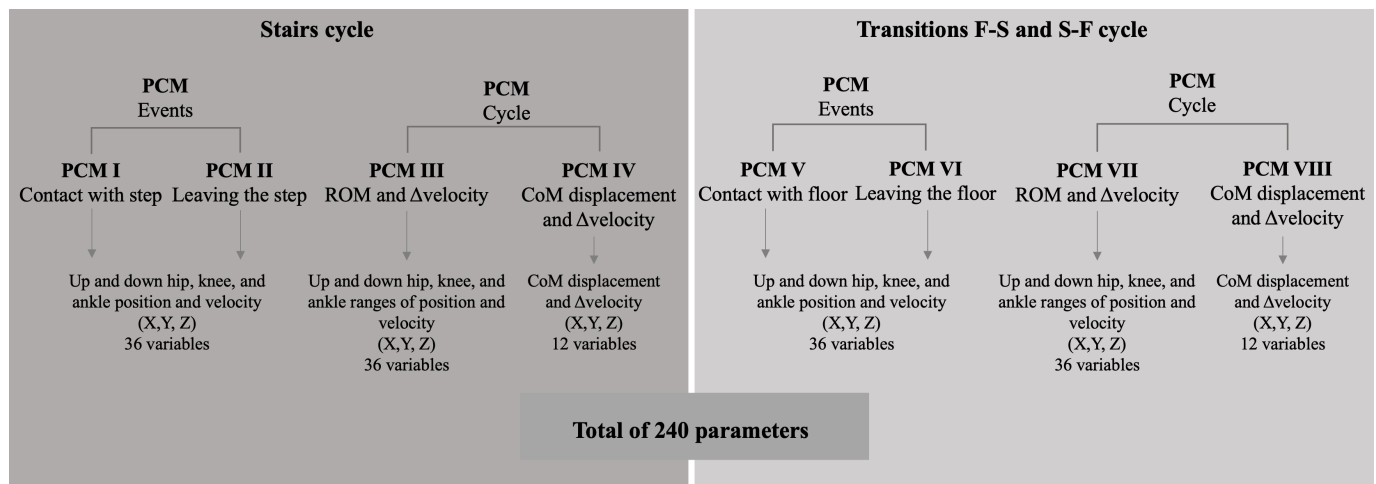 Stairs cycle
PCM
Events
PCM
Cycle
PCM I
Contact with step
PCM II
Leaving the step
PCM III
ROM and Δvelocity
PCM IV
CoM displacement
and Δvelocity
Up and down hip, knee, and
ankle position and velocity
(X,Y, Z)
36 variables
Up and down hip, knee, and
ankle ranges of position and
velocity
(X,Y, Z)
36 variables
CoM displacement
and Δvelocity
(X,Y, Z)
12 variables
Transitions F-S and S-F cycle
PCM
Events
PCM
Cycle
PCM V
Contact with floor
PCM VI
Leaving the floor
PCM VII
ROM and Δvelocity
PCM VIII
CoM displacement
and Δvelocity
Up and down hip, knee, and
ankle position and velocity
(X,Y, Z)
36 variables
Up and down hip, knee, and
ankle ranges of position and
velocity
(X,Y, Z)
36 variables
CoM displacement
and Δvelocity
(X,Y, Z)
12 variables
Total of 240 parameters